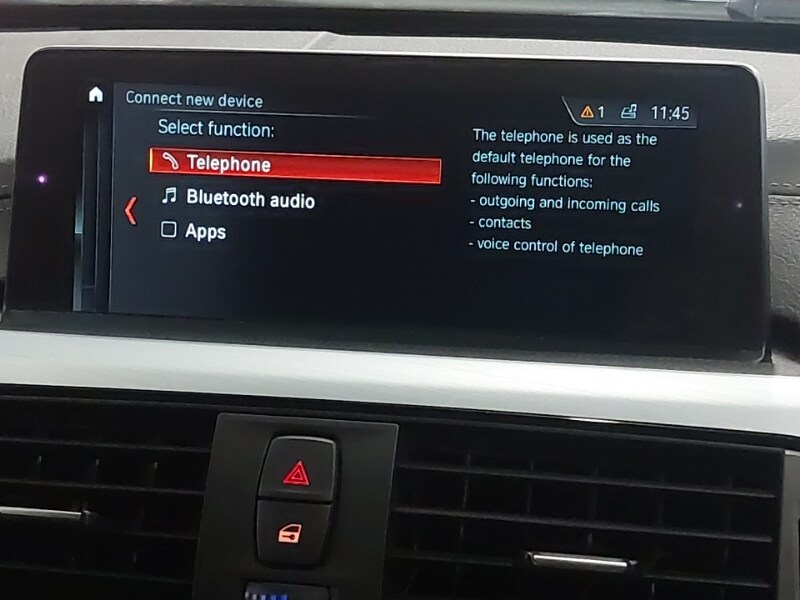 Connect new device
1 11:45
Select function:
Telephone
Bluetooth audio
Apps
The telephone is used as the
default telephone for the
following functions:
- outgoing and incoming calls
- contacts
- voice control of telephone